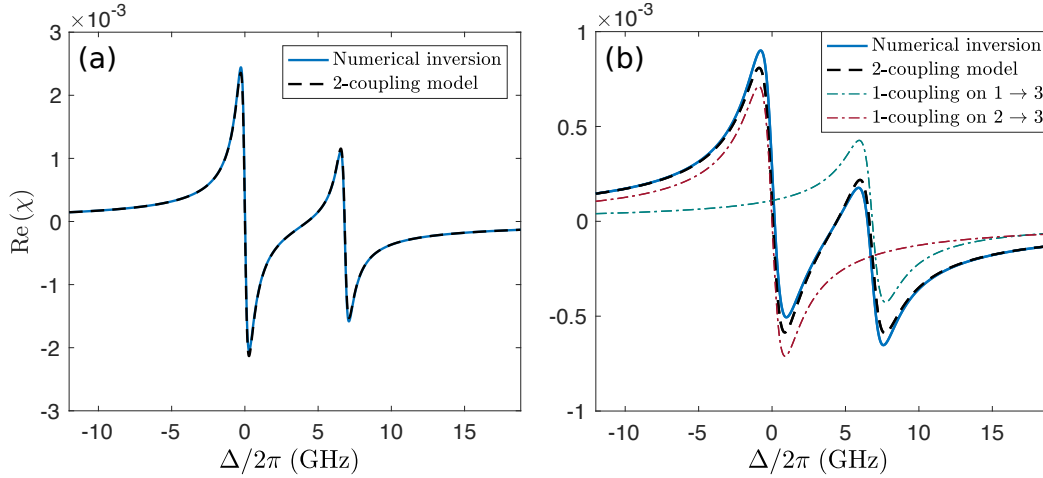 ×10⁻³
(a)
Numerical inversion
2-coupling model
3
2
1
0
-1
-2
-3
Re (χ)
-10
-5
0
5
10
15
Δ/2π (GHz)
×10⁻³
(b)
Numerical inversion
2-coupling model
1-coupling on 1 → 3
1-coupling on 2 → 3
1
0.5
0
-0.5
-1
-10
-5
0
5
10
15
Δ/2π (GHz)